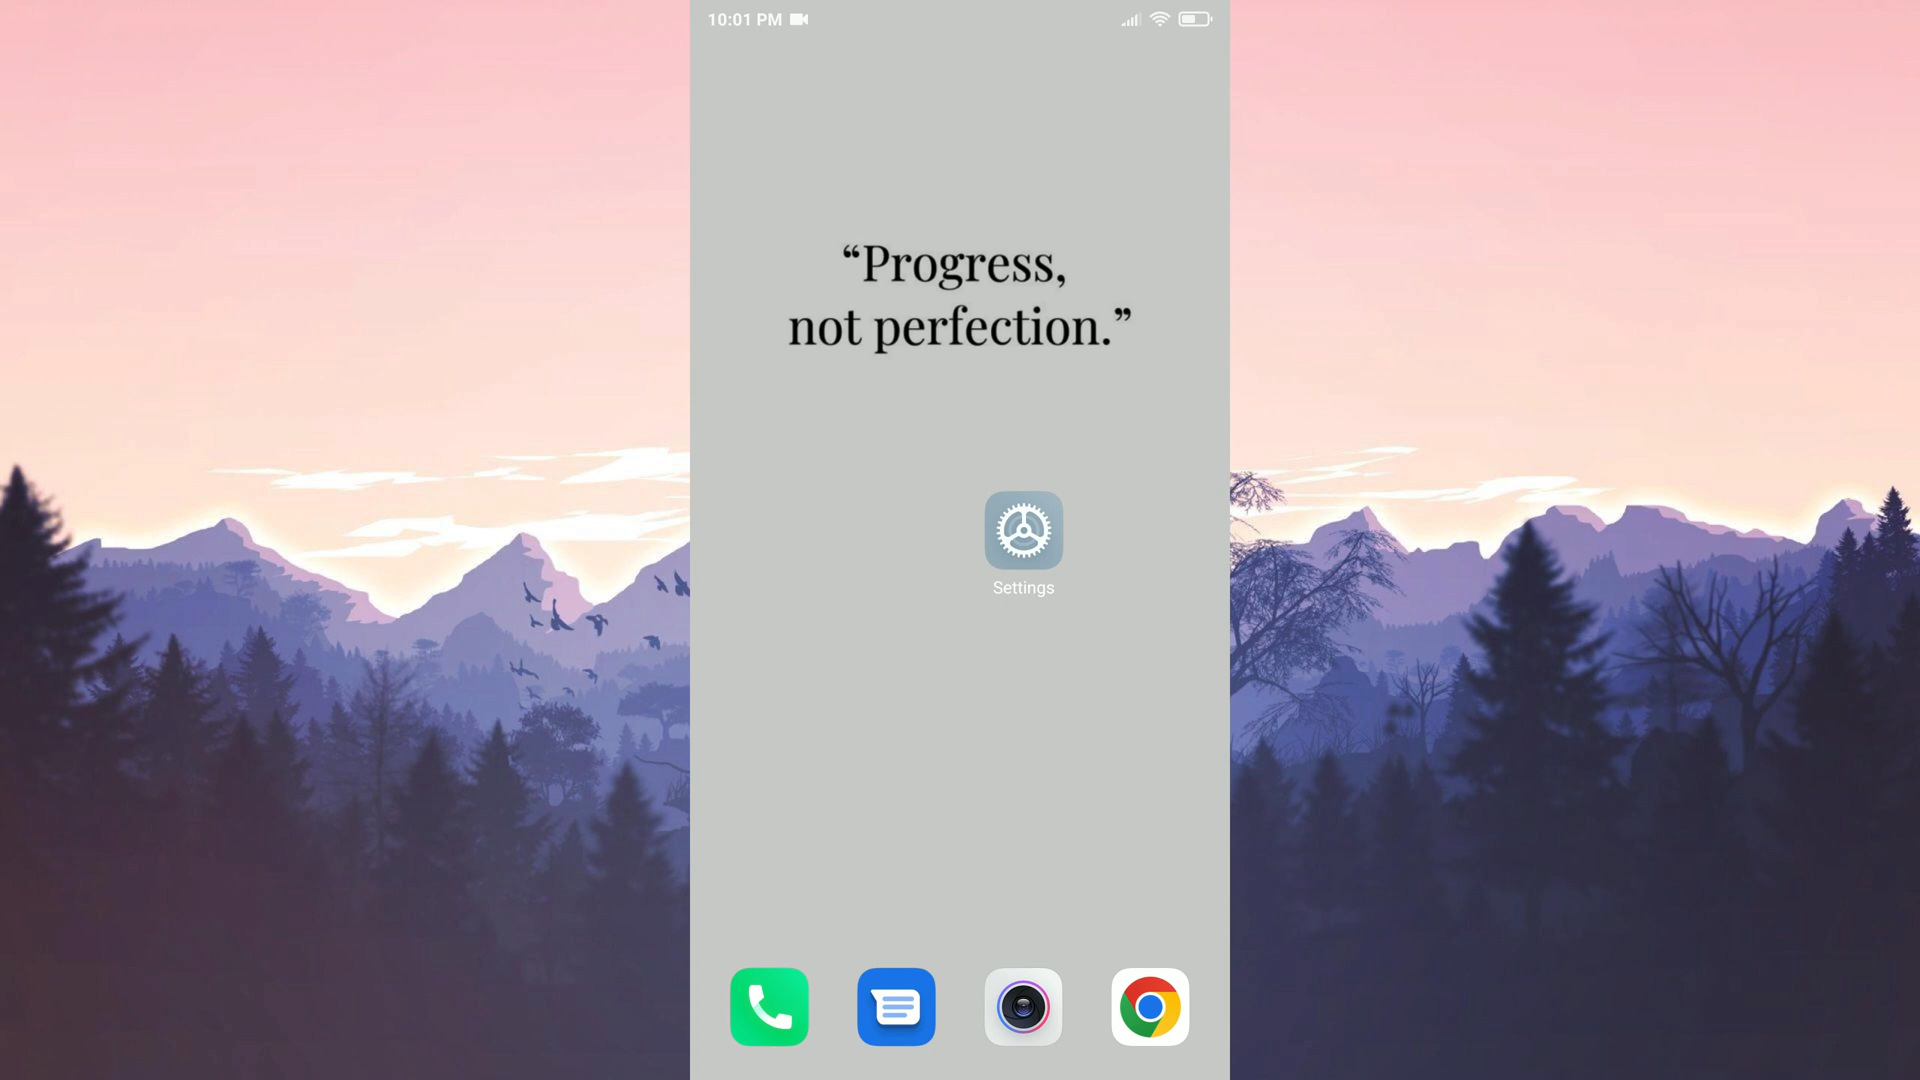 10:01 PM
“Progress,
not perfection.”
Settings